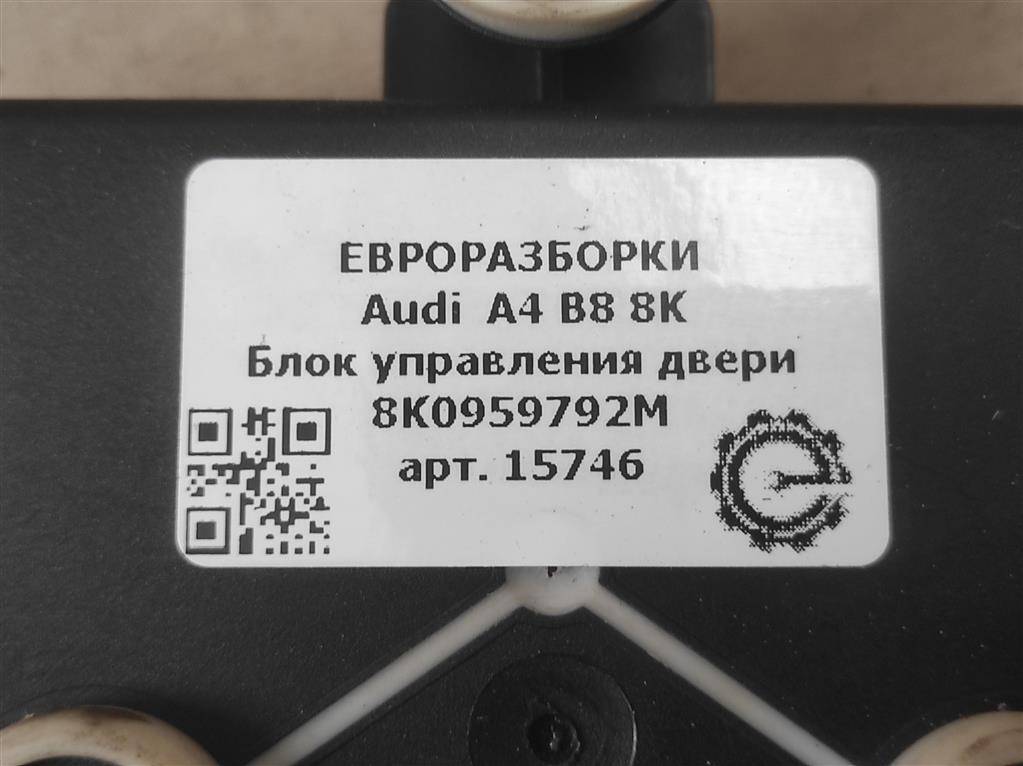 ЕВРОРАЗБОРКИ
Audi A4 B8 8K
Блок управления двери
8K0959792M
арт. 15746